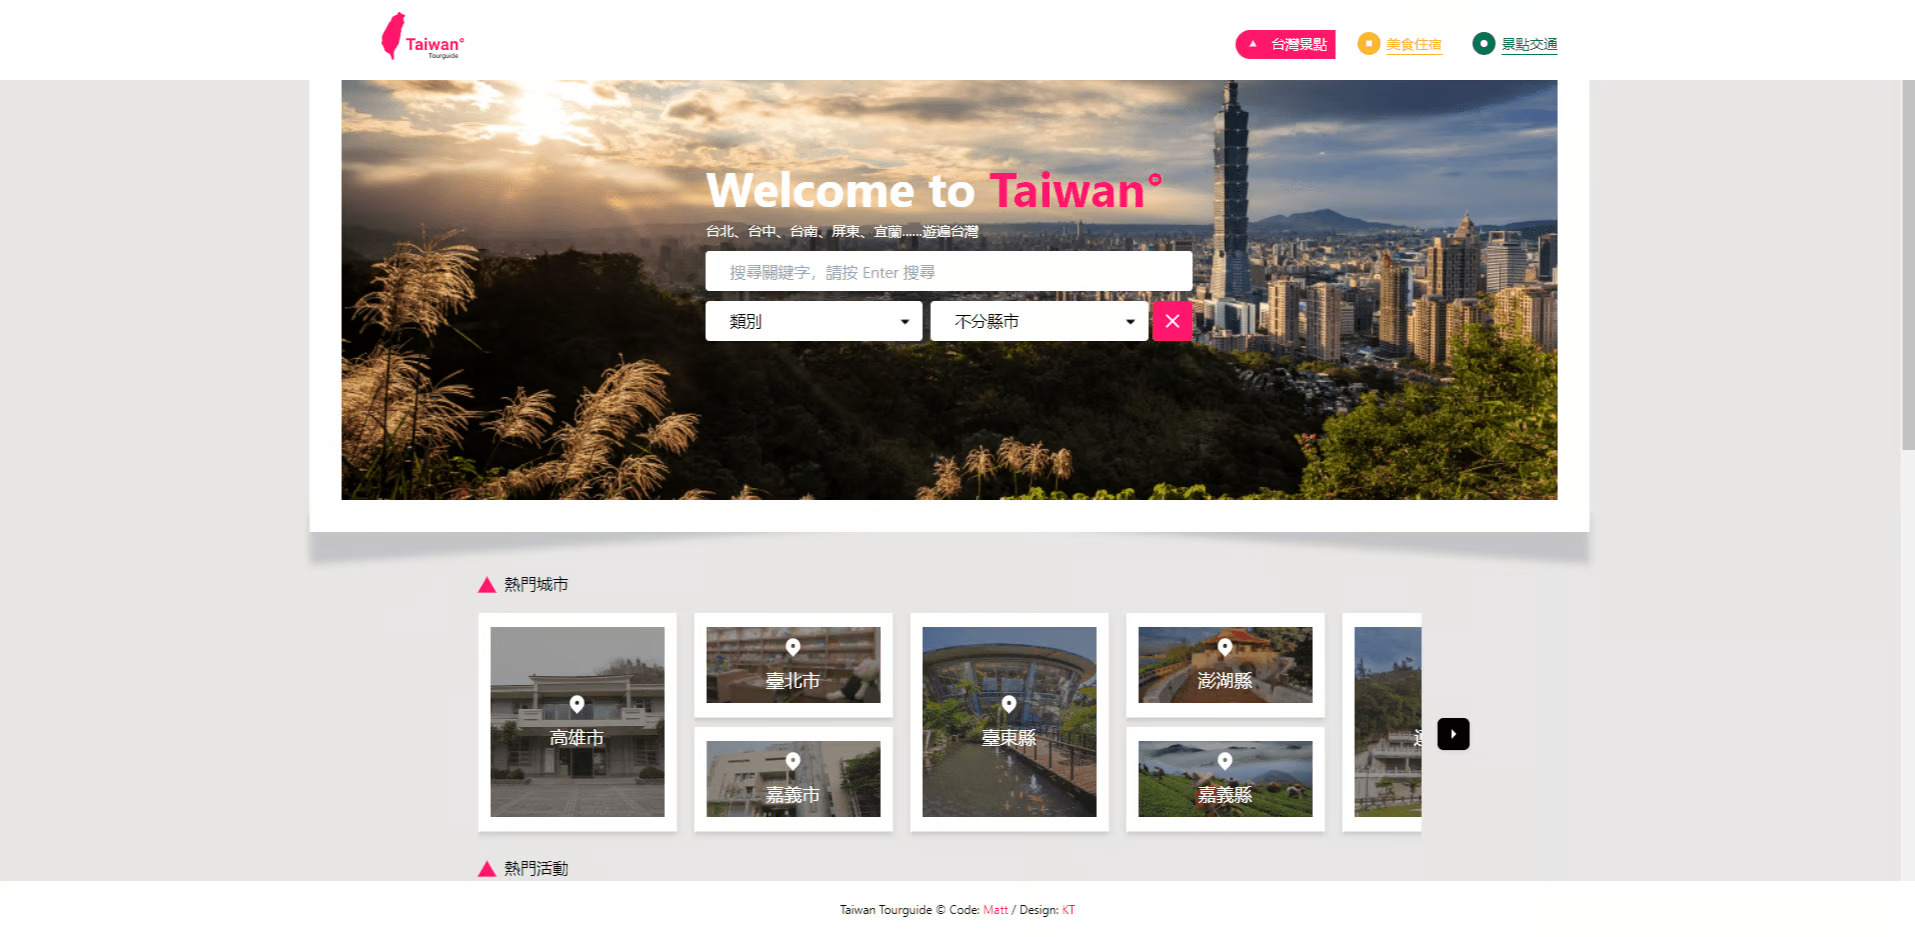 Taiwan°
Tourguide
台灣景點
美食住宿
景點交通
Welcome to Taiwan°
台北、台中、台南、屏東、宜蘭......遊遍台灣
搜尋關鍵字，請按 Enter 搜尋
類別
不分縣市
熱門城市
高雄市
臺北市
嘉義市
臺東縣
澎湖縣
嘉義縣
熱門活動
Taiwan Tourguide © Code: Matt / Design: KT